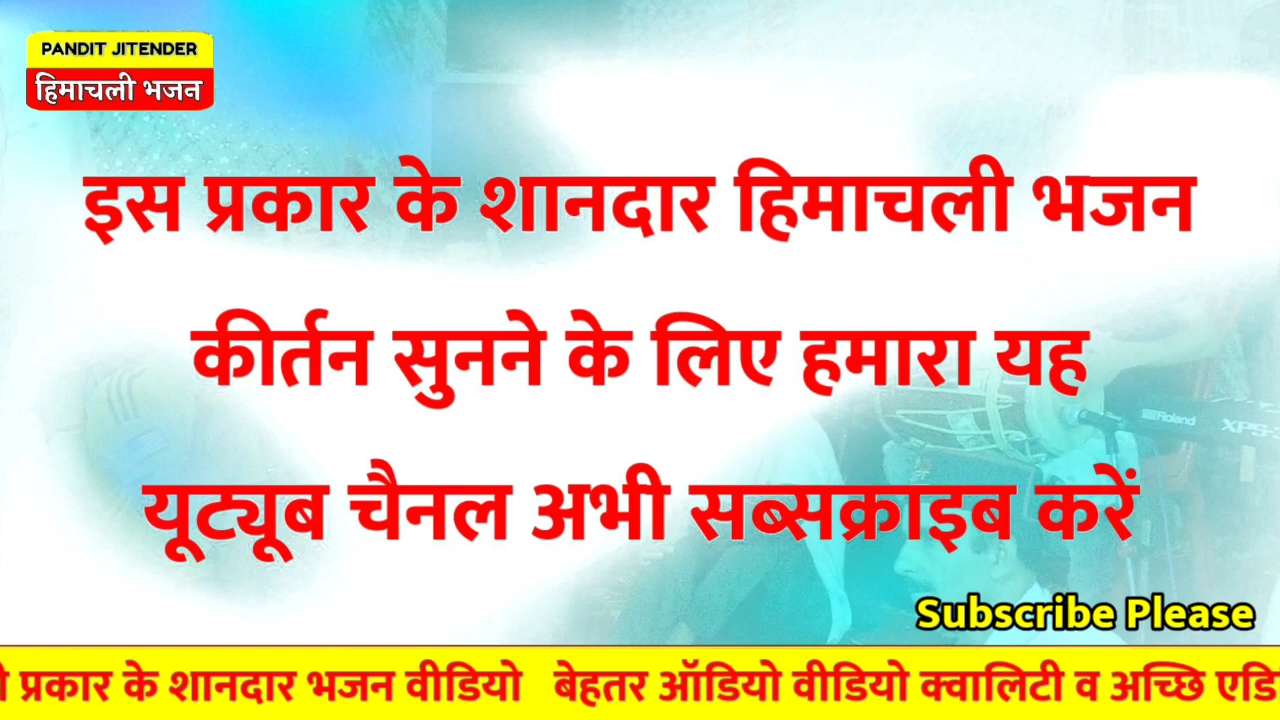 PANDIT JITENDER
हिमाचली भजन
इस प्रकार के शानदार हिमाचली भजन
कीर्तन सुनने के लिए हमारा यह
Roland
यूट्यूब चैनल अभी सब्सक्राइब करें
Subscribe Please
प्रकार के शानदार भजन वीडियो बेहतर ऑडियो वीडियो क्वालिटी व अच्छि